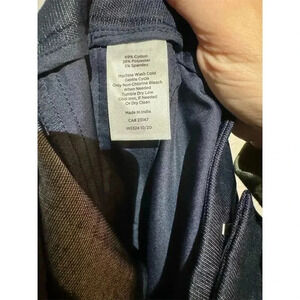 69% Cotton
28% Polyester
3% Spandex
Machine Wash Cold
Gentle Cycle
Only Non-Chlorine Bleach
When Needed
Tumble Dry Low
Cool Iron, If Needed
Or Dry Clean
Made in India
CA# 25147